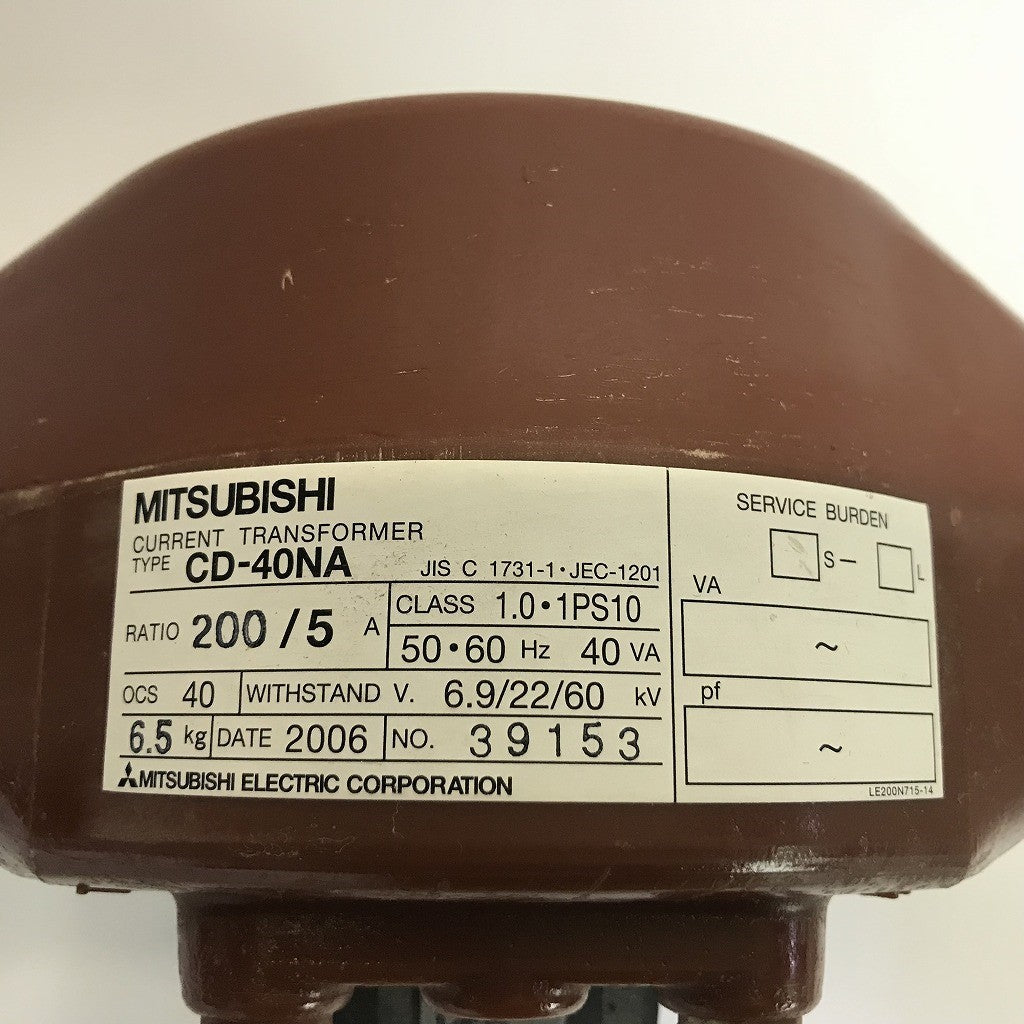 MITSUBISHI
CURRENT TRANSFORMER
TYPE CD-40NA JIS C 1731-1・JEC-1201
RATIO 200/5 A
CLASS 1.0・1PS10
50・60 Hz 40 VA
OCS 40 WITHSTAND V. 6.9/22/60 kV
6.5 kg DATE 2006 NO. 39153
MITSUBISHI ELECTRIC CORPORATION
SERVICE BURDEN
S- L
VA
~
pf
~
LE200N715-14